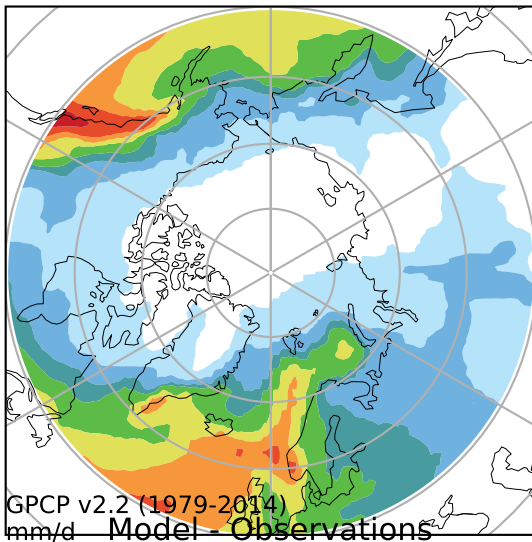 GPCP v2.2 (1979-2014)
mm/d Model - Observations